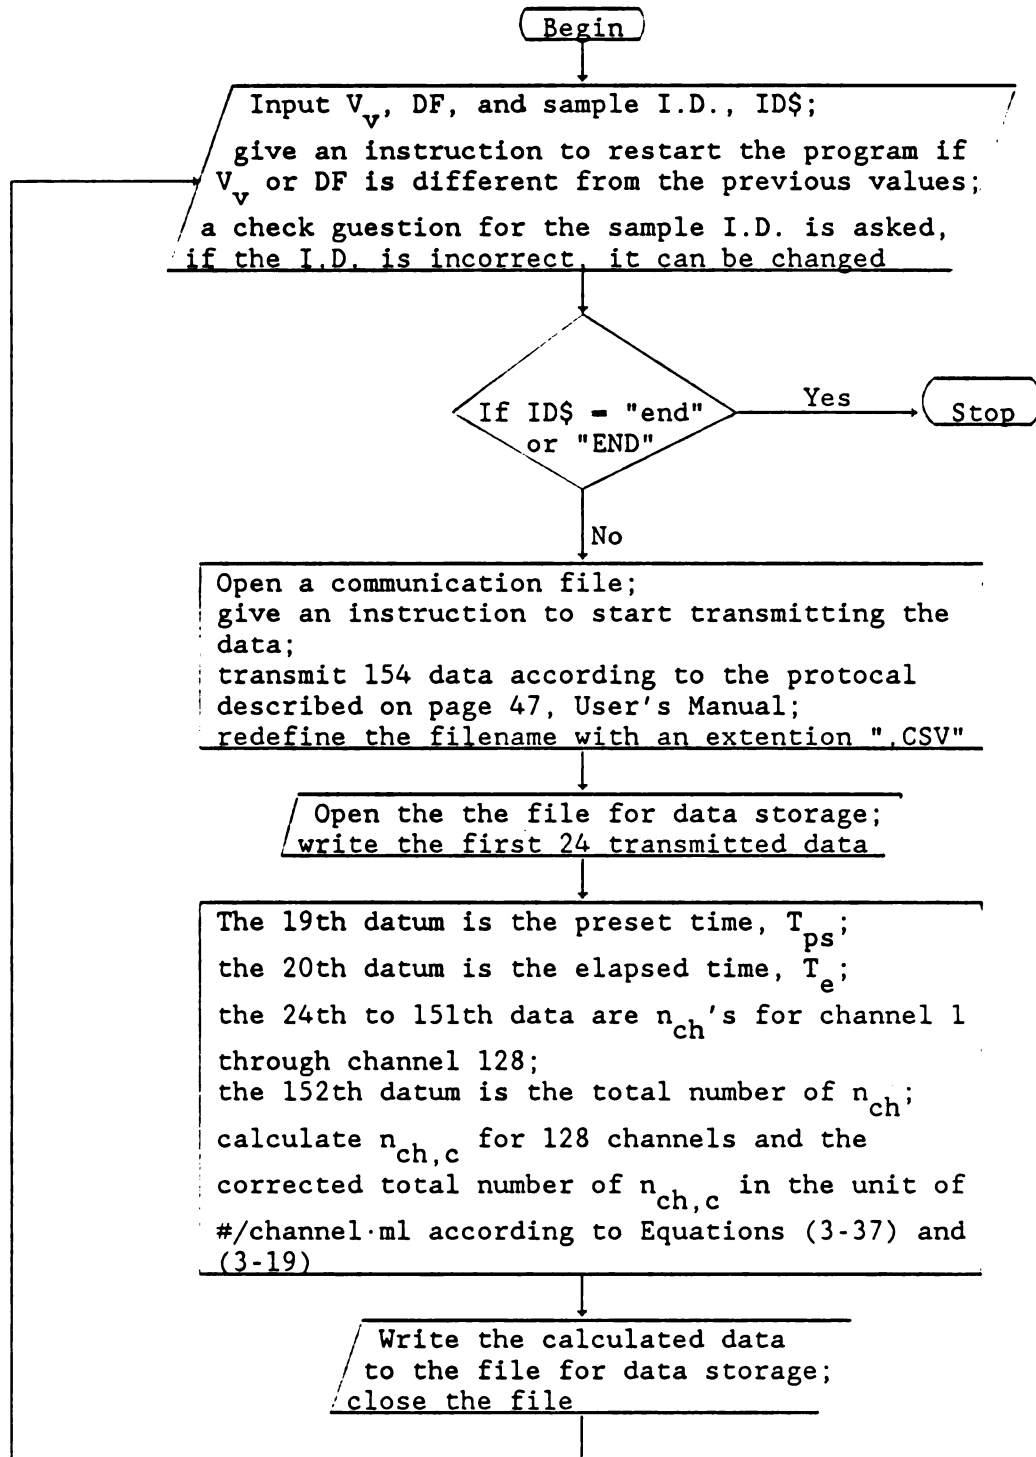 Begin
Input V_v, DF, and sample I.D., ID$;
give an instruction to restart the program if
V_v or DF is different from the previous values;
a check guestion for the sample I.D. is asked,
if the I.D. is incorrect, it can be changed
If ID$ = "end"
or "END"
Yes
Stop
No
Open a communication file;
give an instruction to start transmitting the
data;
transmit 154 data according to the protocal
described on page 47, User's Manual;
redefine the filename with an extention ".CSV"
Open the the file for data storage;
write the first 24 transmitted data
The 19th datum is the preset time, T_ps;
the 20th datum is the elapsed time, T_e;
the 24th to 151th data are n_ch's for channel 1
through channel 128;
the 152th datum is the total number of n_ch;
calculate n_ch,c for 128 channels and the
corrected total number of n_ch,c in the unit of
#/channel·ml according to Equations (3-37) and
(3-19)
Write the calculated data
to the file for data storage;
close the file